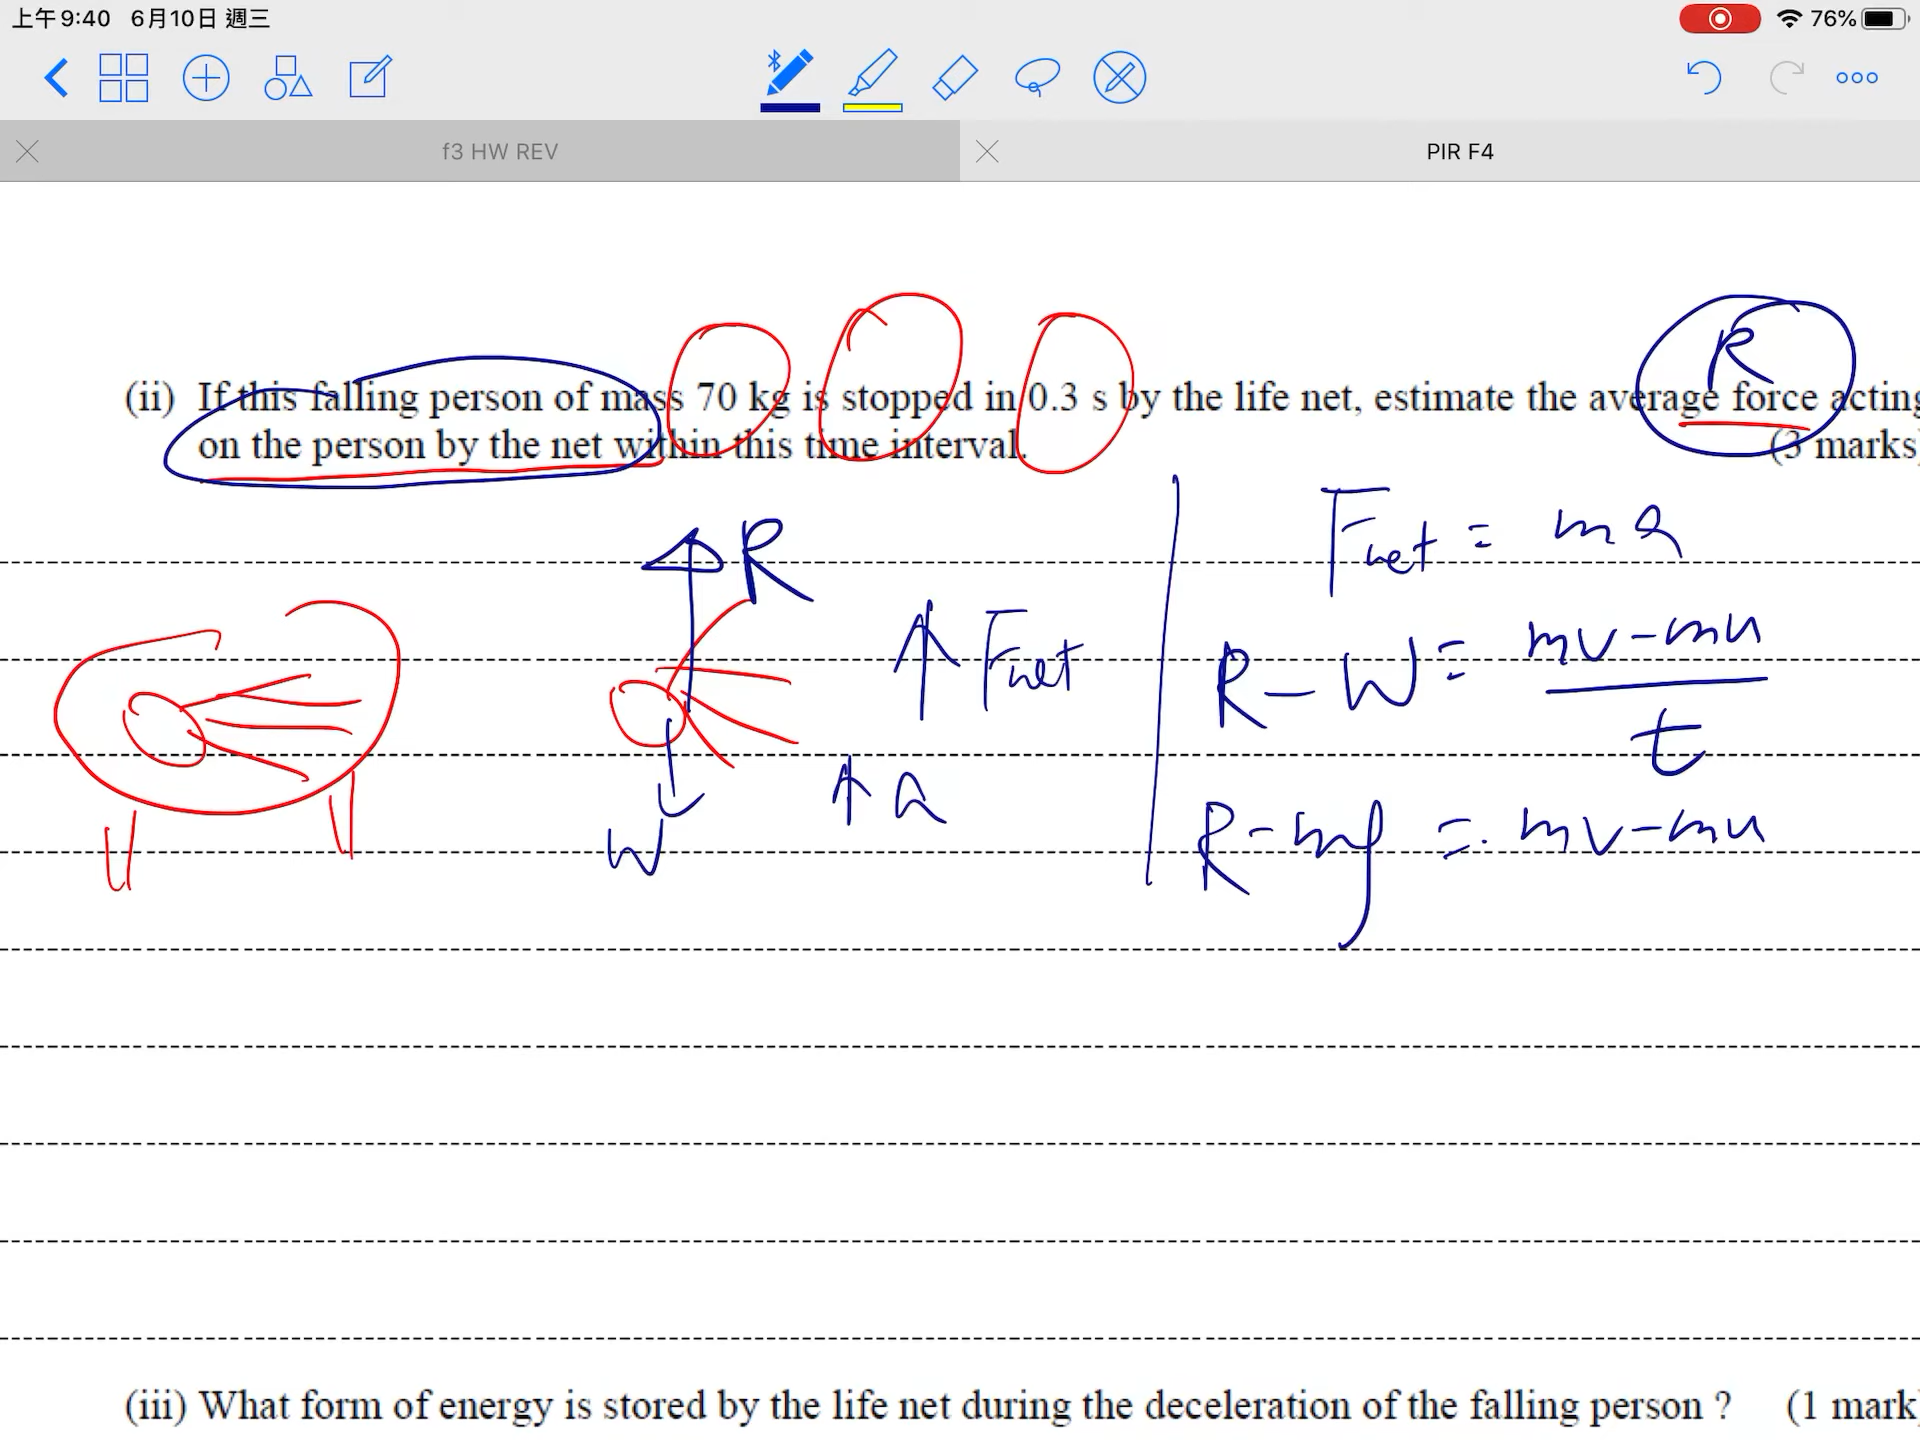 上午9:40 6月10日 週三
76%
f3 HW REV
PIR F4
R
(ii) If this falling person of mass 70 kg is stopped in 0.3 s by the life net, estimate the average force acting
on the person by the net within this time interval.
(3 marks
R
Fnet = ma
Fnet
R - W = mv - mu
t
a
W
R - mg = mv - mu
(iii) What form of energy is stored by the life net during the deceleration of the falling person ? (1 mark